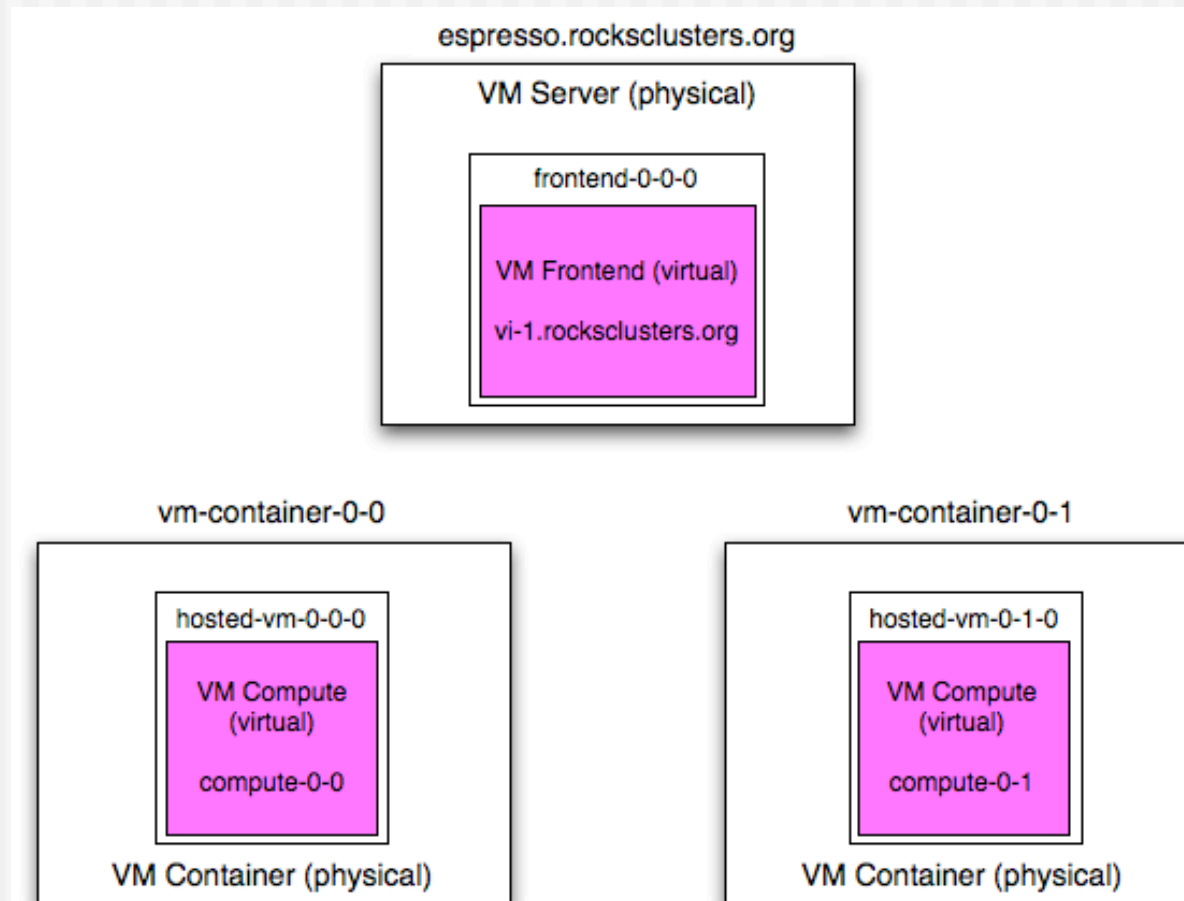 espresso.rocksclusters.org
VM Server (physical)
frontend-0-0-0
VM Frontend (virtual)
vi-1.rocksclusters.org
vm-container-0-0
hosted-vm-0-0-0
VM Compute
(virtual)
compute-0-0
VM Container (physical)
vm-container-0-1
hosted-vm-0-1-0
VM Compute
(virtual)
compute-0-1
VM Container (physical)